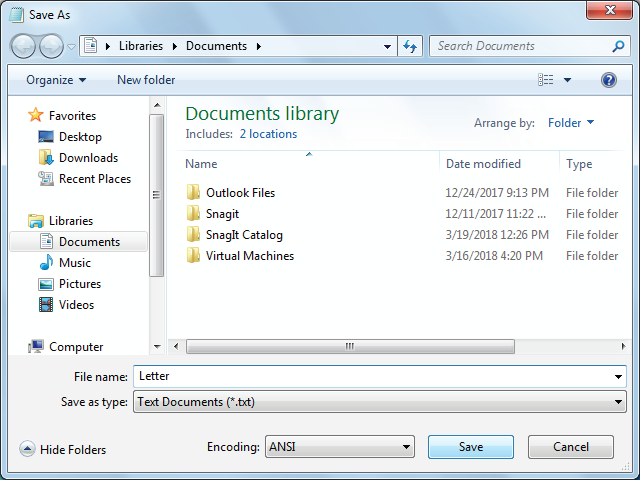 Save As
Libraries Documents
Search Documents
Organize New folder
Favorites
Desktop
Downloads
Recent Places
Libraries
Documents
Music
Pictures
Videos
Computer
Documents library
Includes: 2 locations
Arrange by: Folder
Name Date modified Type
Outlook Files 12/24/2017 9:13 PM File folder
Snagit 12/11/2017 11:22 ... File folder
SnagIt Catalog 3/19/2018 12:26 PM File folder
Virtual Machines 3/16/2018 4:20 PM File folder
File name: Letter
Save as type: Text Documents (*.txt)
Hide Folders Encoding: ANSI Save Cancel